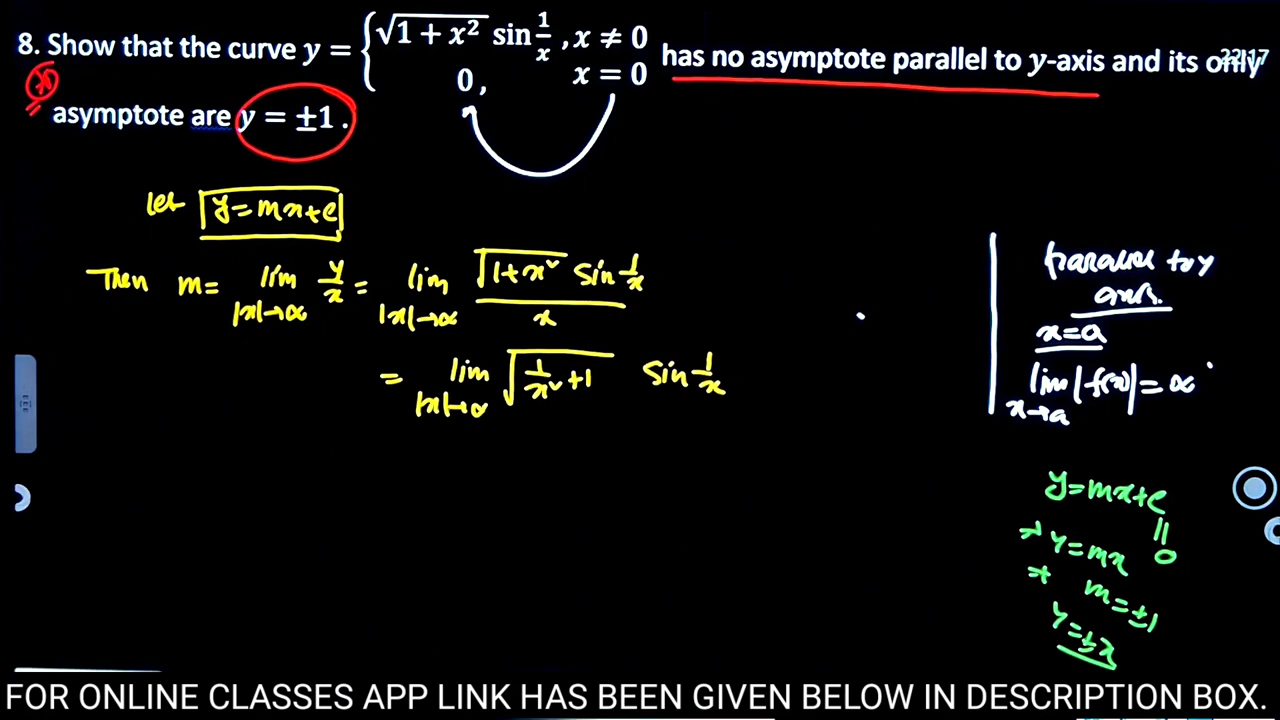 8. Show that the curve y = { √1 + x² sin 1/x , x ≠ 0
0, x = 0
has no asymptote parallel to y-axis and its only
asymptote are y = ±1 .
22:17
let y = mx + c
Then m = lim |x|→∞ y/x = lim |x|→∞ √1+x² sin 1/x / x
= lim |x|→∞ √1/x² + 1 sin 1/x
parallel to y
axis.
x = a
lim x→a |f(x)| = ∞
y = mx + c
|| 0
⇒ y = mx
⇒ m = ±1
y = ±x
FOR ONLINE CLASSES APP LINK HAS BEEN GIVEN BELOW IN DESCRIPTION BOX.